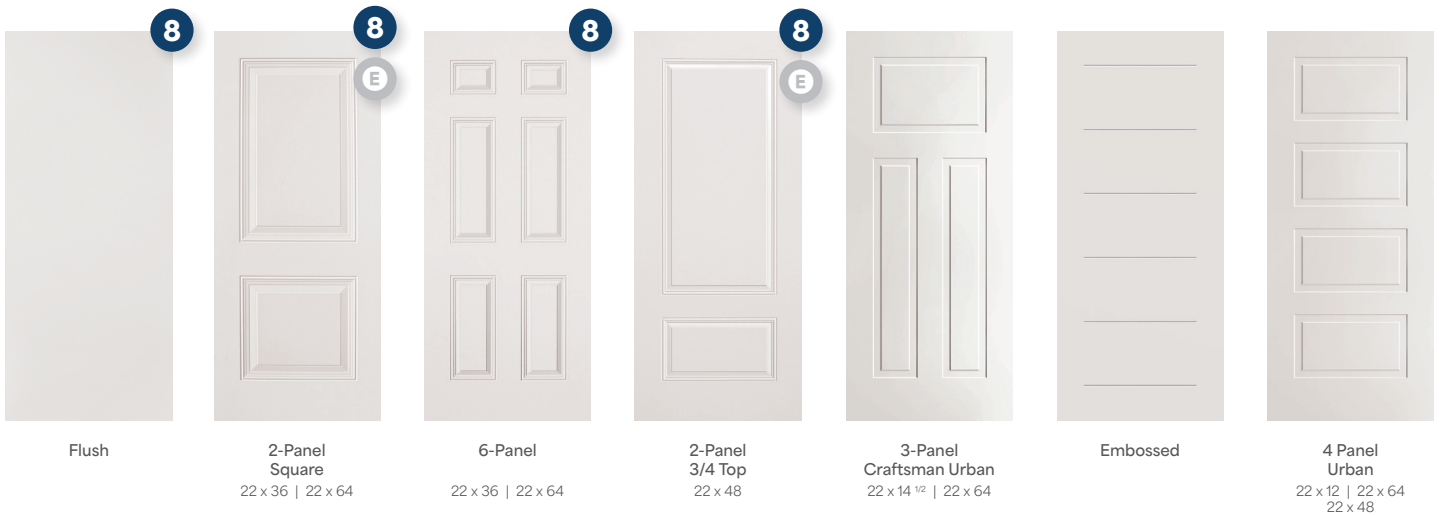 8
8
E
8
8
E
Flush
2-Panel
Square
22 x 36 | 22 x 64
6-Panel
22 x 36 | 22 x 64
2-Panel
3/4 Top
22 x 48
3-Panel
Craftsman Urban
22 x 14 1/2 | 22 x 64
Embossed
4 Panel
Urban
22 x 12 | 22 x 64
22 x 48